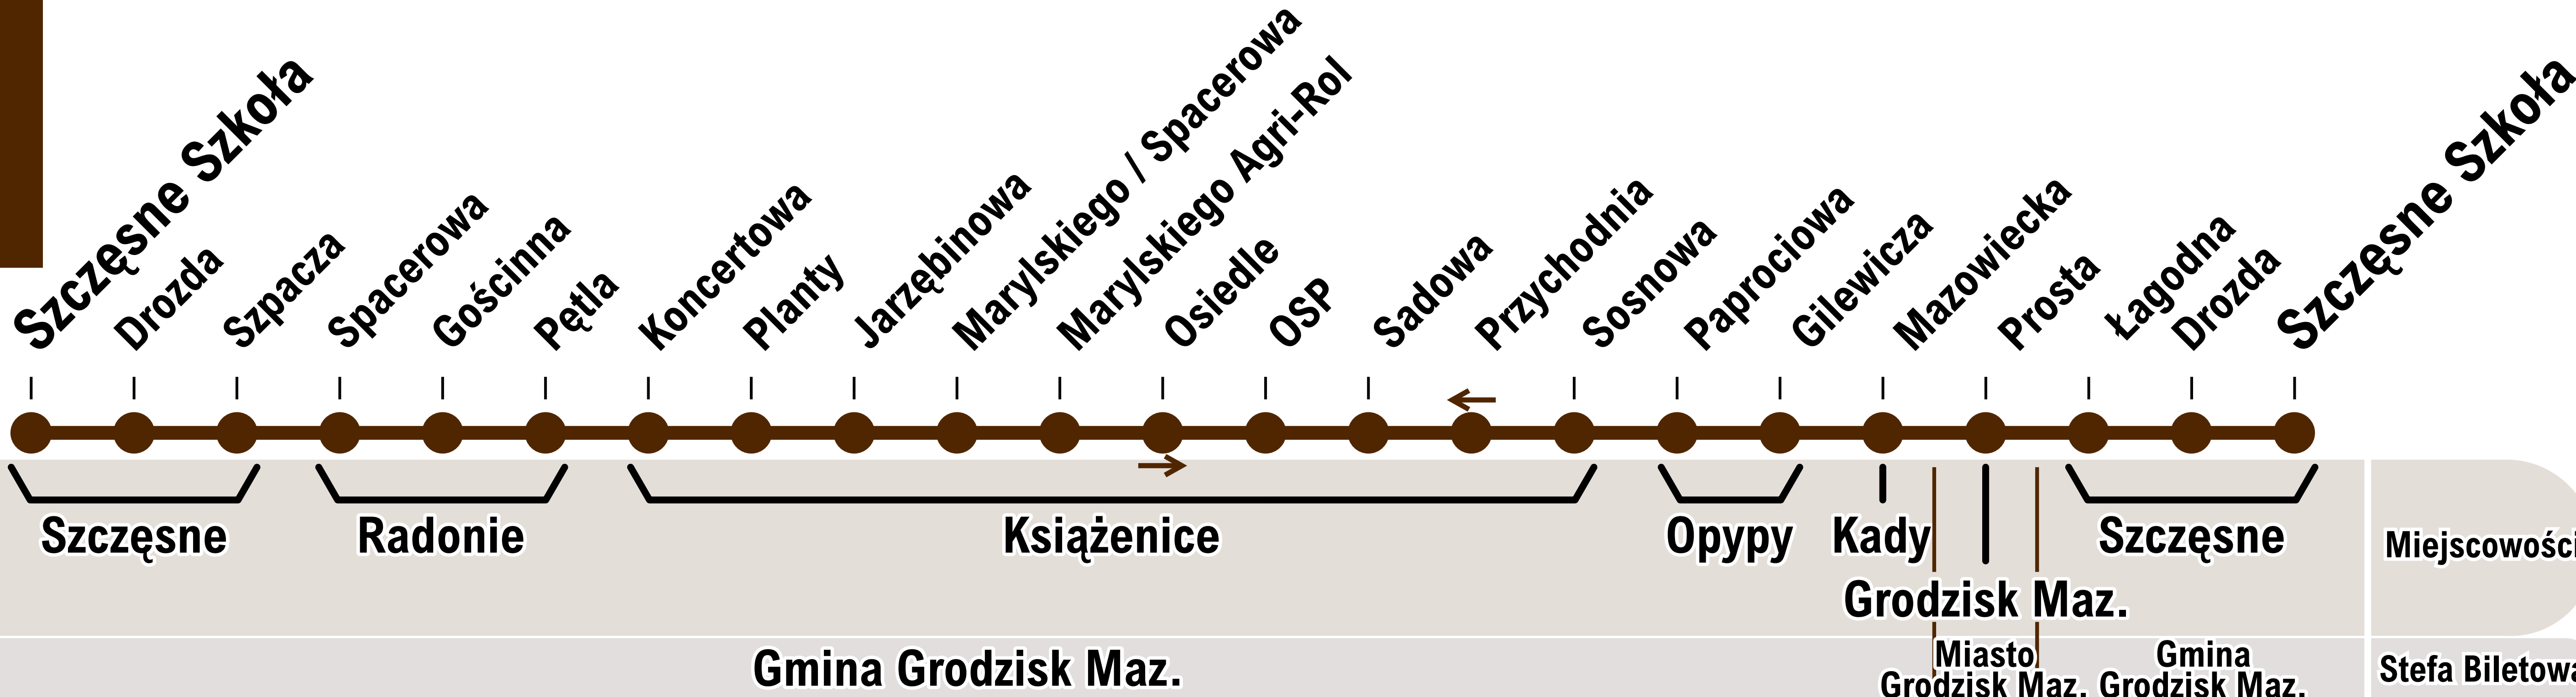 Szczęsne Szkoła
Drozda
Szpacza
Spacerowa
Gościnna
Pętla
Koncertowa
Planty
Jarzębinowa
Marylskiego / Spacerowa
Marylskiego Agri-Rol
Osiedle
OSP
Sadowa
Przychodnia
Sosnowa
Paprociowa
Gilewicza
Mazowiecka
Prosta
Łagodna
Drozda
Szczęsne Szkoła
Szczęsne
Radonie
Książenice
Opypy
Kady
Szczęsne
Miejscowości
Grodzisk Maz.
Gmina Grodzisk Maz.
Miasto
Grodzisk Maz.
Gmina
Grodzisk Maz.
Stefa Biletowa